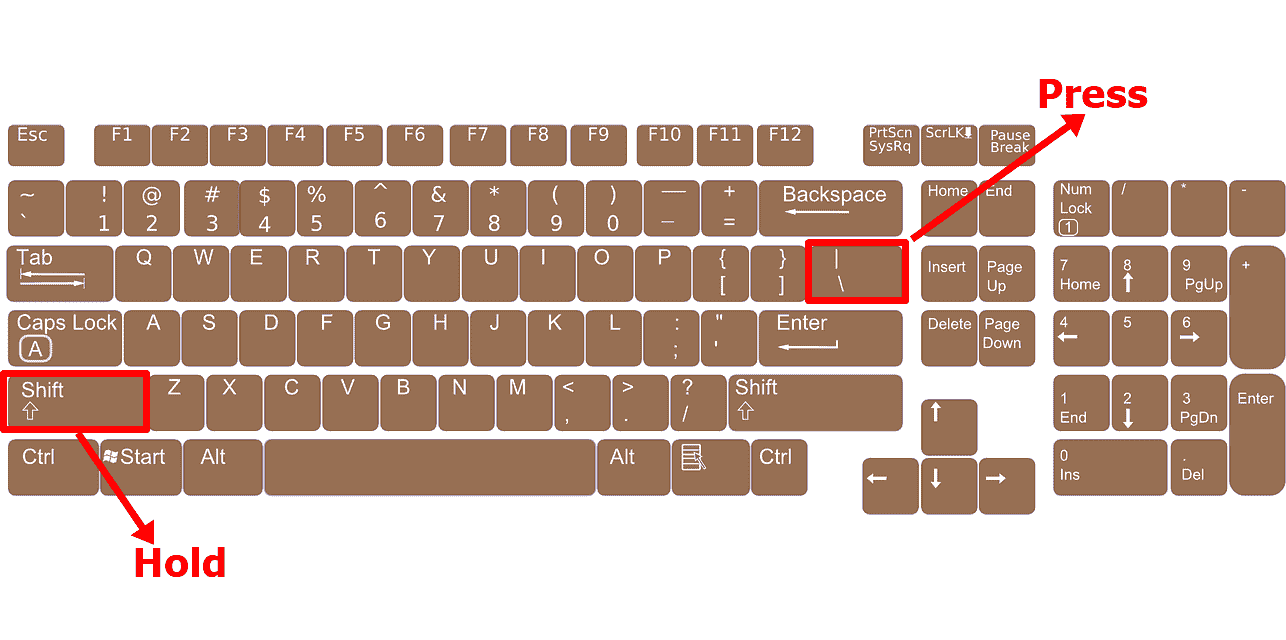 Press
Esc F1 F2 F3 F4 F5 F6 F7 F8 F9 F10 F11 F12 PrtScn ScrLK Pause
SysRq Break
~ ! @ # $ % ^ & * ( ) — + Backspace Home End Num / * -
` 1 2 3 4 5 6 7 8 9 0 _ = Lock
1
Tab Q W E R T Y U I O P { } | Insert Page 7 8 9 +
[ ] \ Up Home PgUp
Caps Lock A S D F G H J K L : " Enter Delete Page 4 5 6
A ; ' Down
Shift Z X C V B N M < > ? Shift 1 2 3 Enter
, . / End PgDn
Ctrl Start Alt Alt Ctrl 0 .
Ins Del
Hold